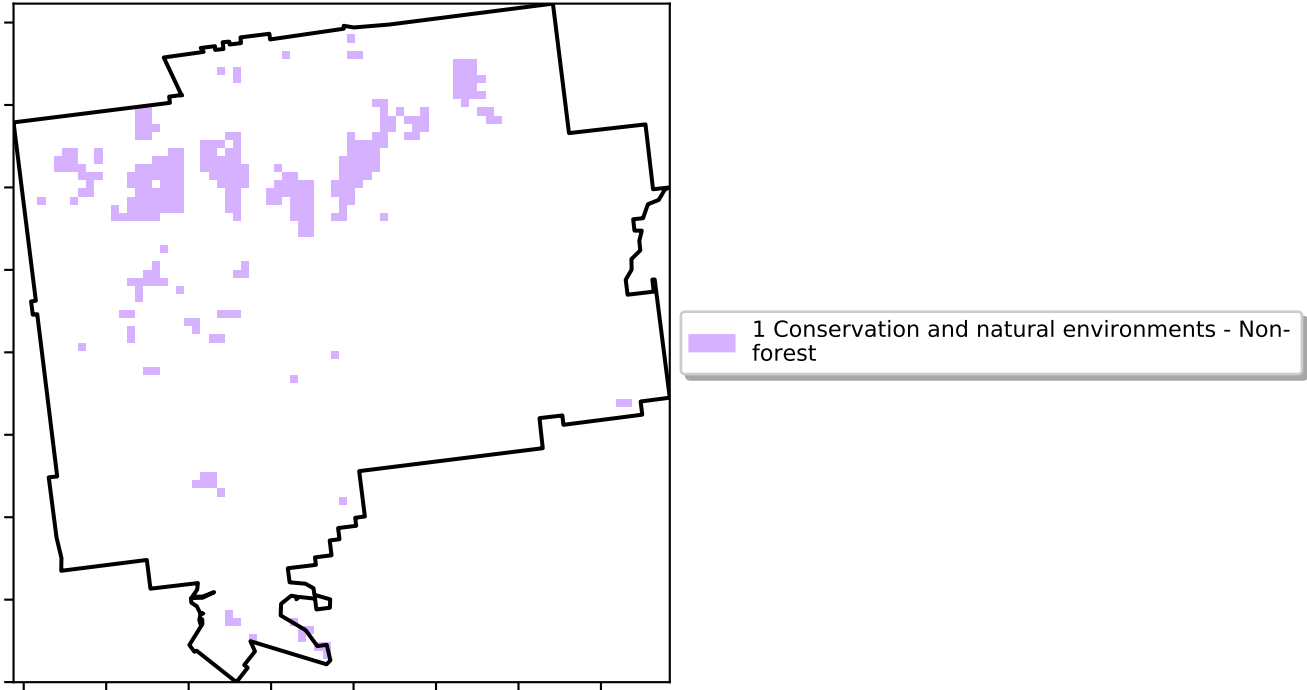 1 Conservation and natural environments - Non-
forest